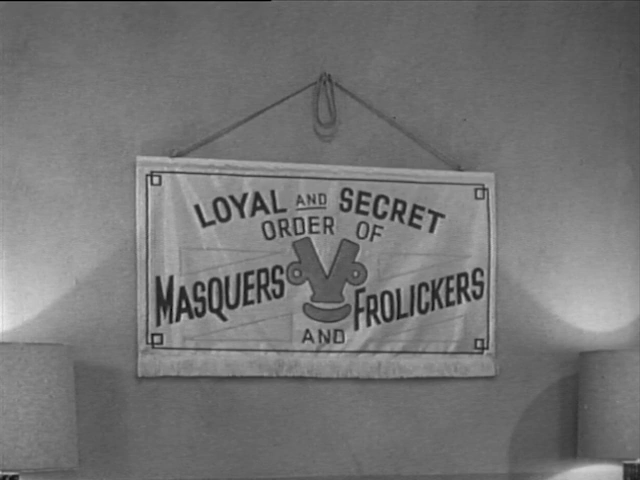 LOYAL AND SECRET
ORDER OF
MASQUERS
AND
FROLICKERS